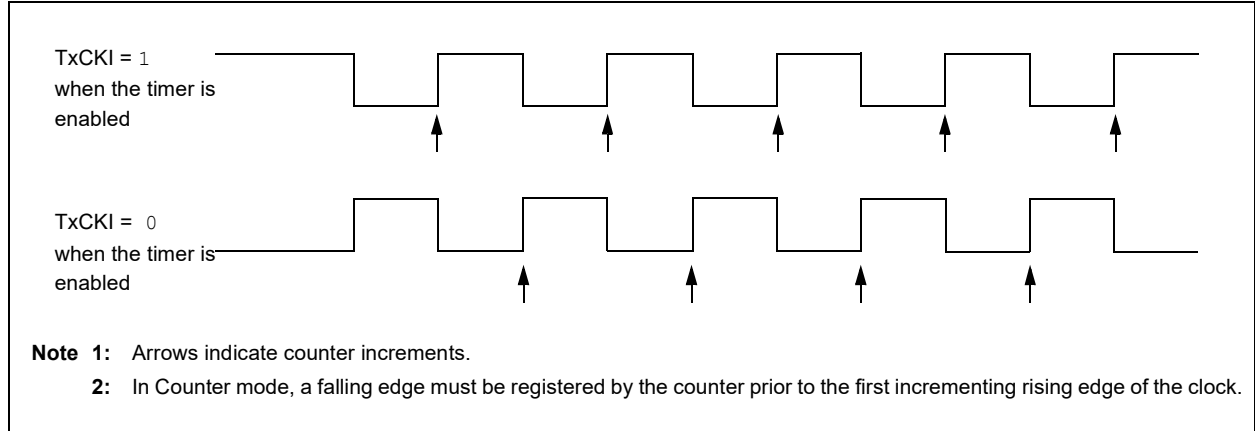 TxCKI = 1
when the timer is
enabled
TxCKI = 0
when the timer is
enabled
Note 1: Arrows indicate counter increments.
2: In Counter mode, a falling edge must be registered by the counter prior to the first incrementing rising edge of the clock.